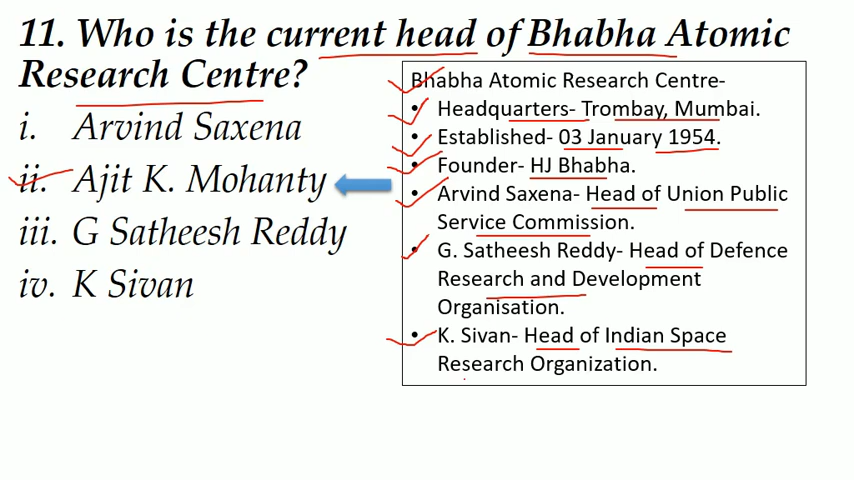 11. Who is the current head of Bhabha Atomic
Research Centre?
i. Arvind Saxena
ii. Ajit K. Mohanty
iii. G Satheesh Reddy
iv. K Sivan
Bhabha Atomic Research Centre-
• Headquarters- Trombay, Mumbai.
• Established- 03 January 1954.
• Founder- HJ Bhabha.
• Arvind Saxena- Head of Union Public
Service Commission.
• G. Satheesh Reddy- Head of Defence
Research and Development
Organisation.
• K. Sivan- Head of Indian Space
Research Organization.